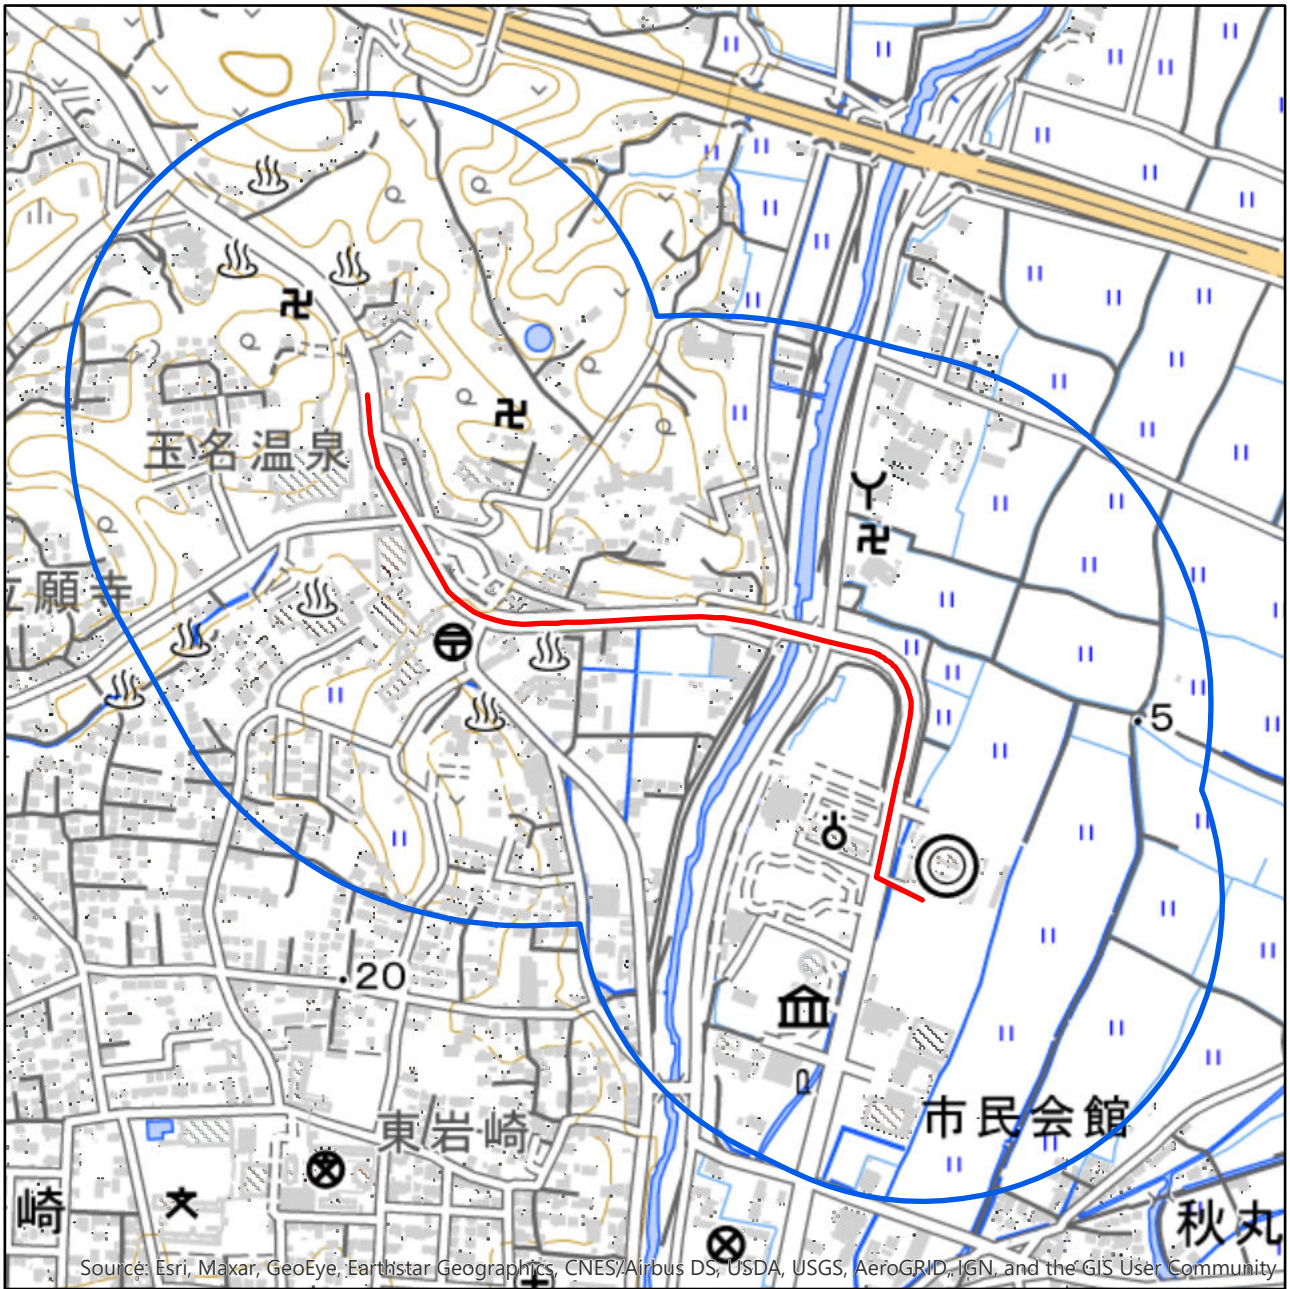 玉名温泉
立願寺
5
20
東岩崎
市民会館
崎
秋丸
Source: Esri, Maxar, GeoEye, Earthstar Geographics, CNES/Airbus DS, USDA, USGS, AeroGRID, IGN, and the GIS User Community